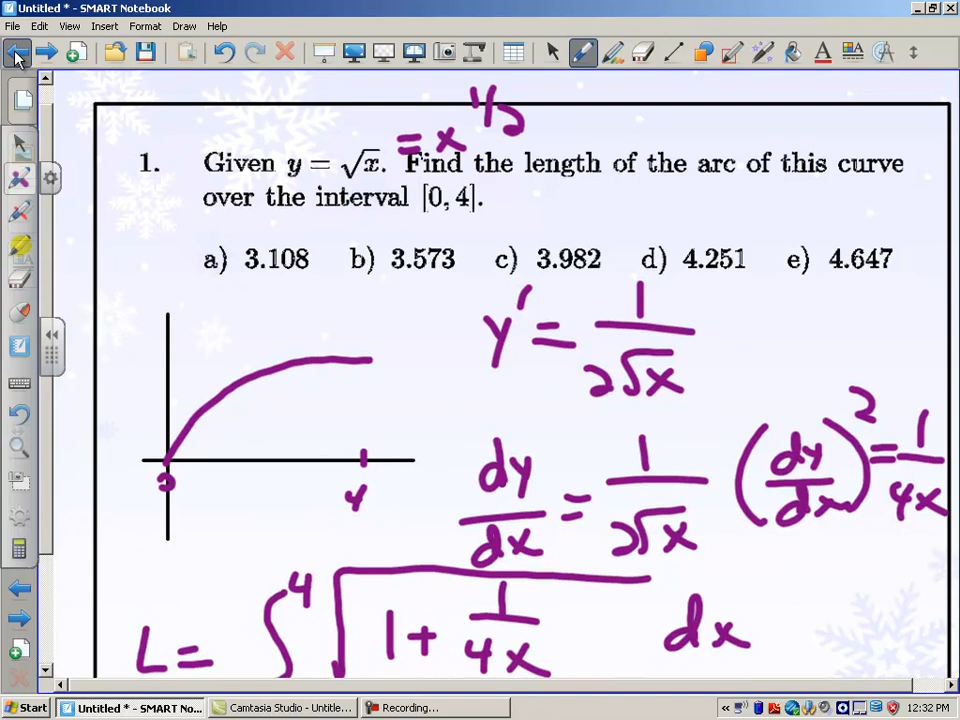 Untitled * - SMART Notebook
File Edit View Insert Format Draw Help
= x^1/2
1. Given y = √x. Find the length of the arc of this curve
over the interval [0, 4].
a) 3.108 b) 3.573 c) 3.982 d) 4.251 e) 4.647
y' = 1/(2√x)
4
dy/dx = 1/(2√x) (dy/dx)^2 = 1/(4x)
L = ∫^4 √(1 + 1/(4x)) dx
Start Untitled * - SMART No... Camtasia Studio - Untitle... Recording... « 12:32 PM